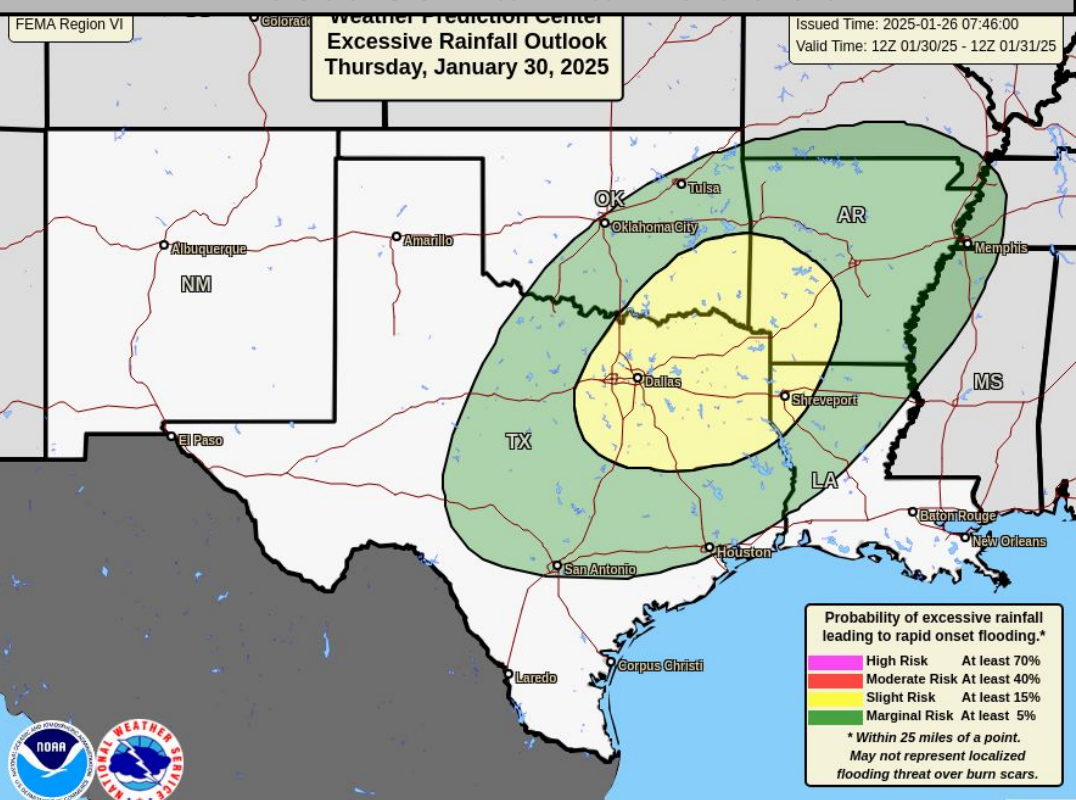 FEMA Region VI
Weather Prediction Center
Excessive Rainfall Outlook
Thursday, January 30, 2025
Issued Time: 2025-01-26 07:46:00
Valid Time: 12Z 01/30/25 - 12Z 01/31/25
Colorado
Tulsa
OK
Oklahoma City
AR
Amarillo
Albuquerque
Memphis
NM
Dallas
MS
Shreveport
El Paso
TX
LA
Baton Rouge
New Orleans
Houston
San Antonio
Corpus Christi
Laredo
Probability of excessive rainfall
leading to rapid onset flooding.*
High Risk At least 70%
Moderate Risk At least 40%
Slight Risk At least 15%
Marginal Risk At least 5%
* Within 25 miles of a point.
May not represent localized
flooding threat over burn scars.
NOAA
NATIONAL WEATHER SERVICE